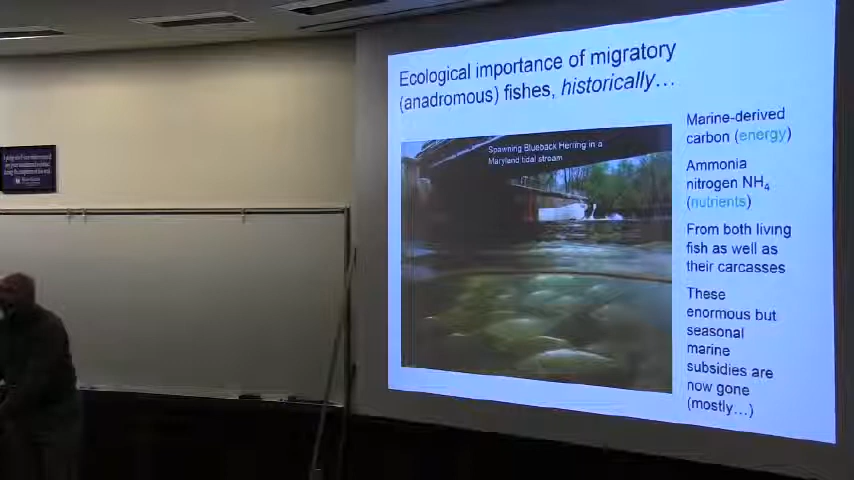 Ecological importance of migratory
(anadromous) fishes, historically…
Spawning Blueback Herring in a
Maryland tidal stream
Marine-derived
carbon (energy)
Ammonia
nitrogen NH4
(nutrients)
From both living
fish as well as
their carcasses
These
enormous but
seasonal
marine
subsidies are
now gone
(mostly…)